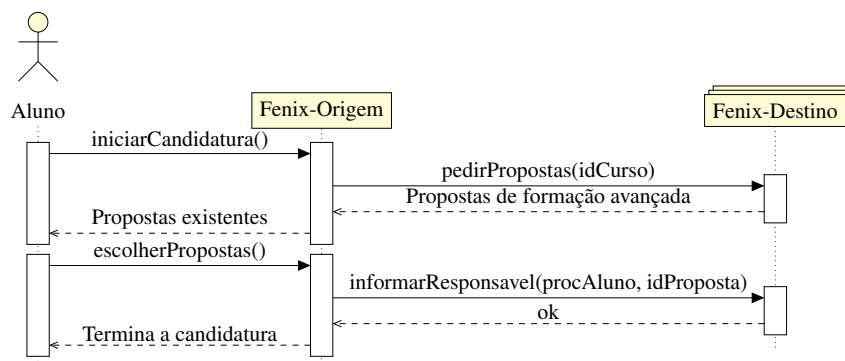 Aluno
Fenix-Origem
Fenix-Destino
iniciarCandidatura()
pedirPropostas(idCurso)
Propostas de formação avançada
Propostas existentes
escolherPropostas()
informarResponsavel(procAluno, idProposta)
ok
Termina a candidatura